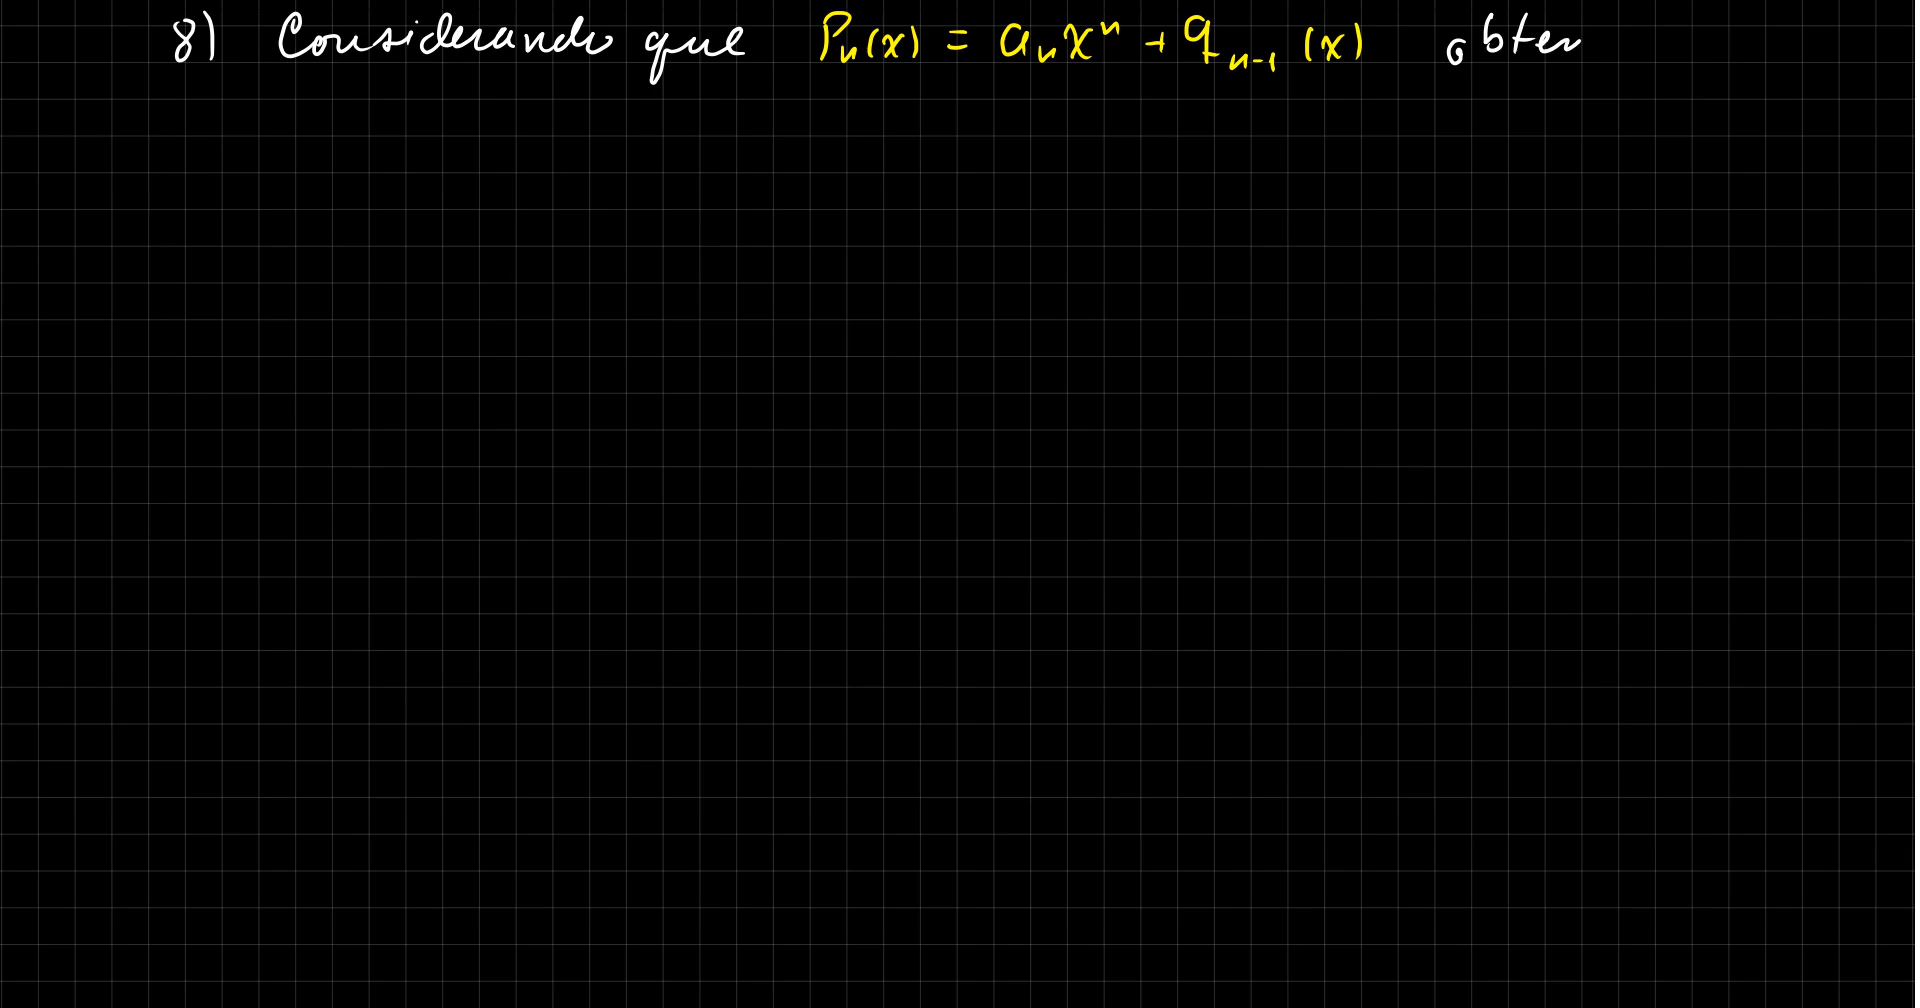 8) Considerando que Pₙ(x) = aₙxⁿ + qₙ₋₁(x) obter